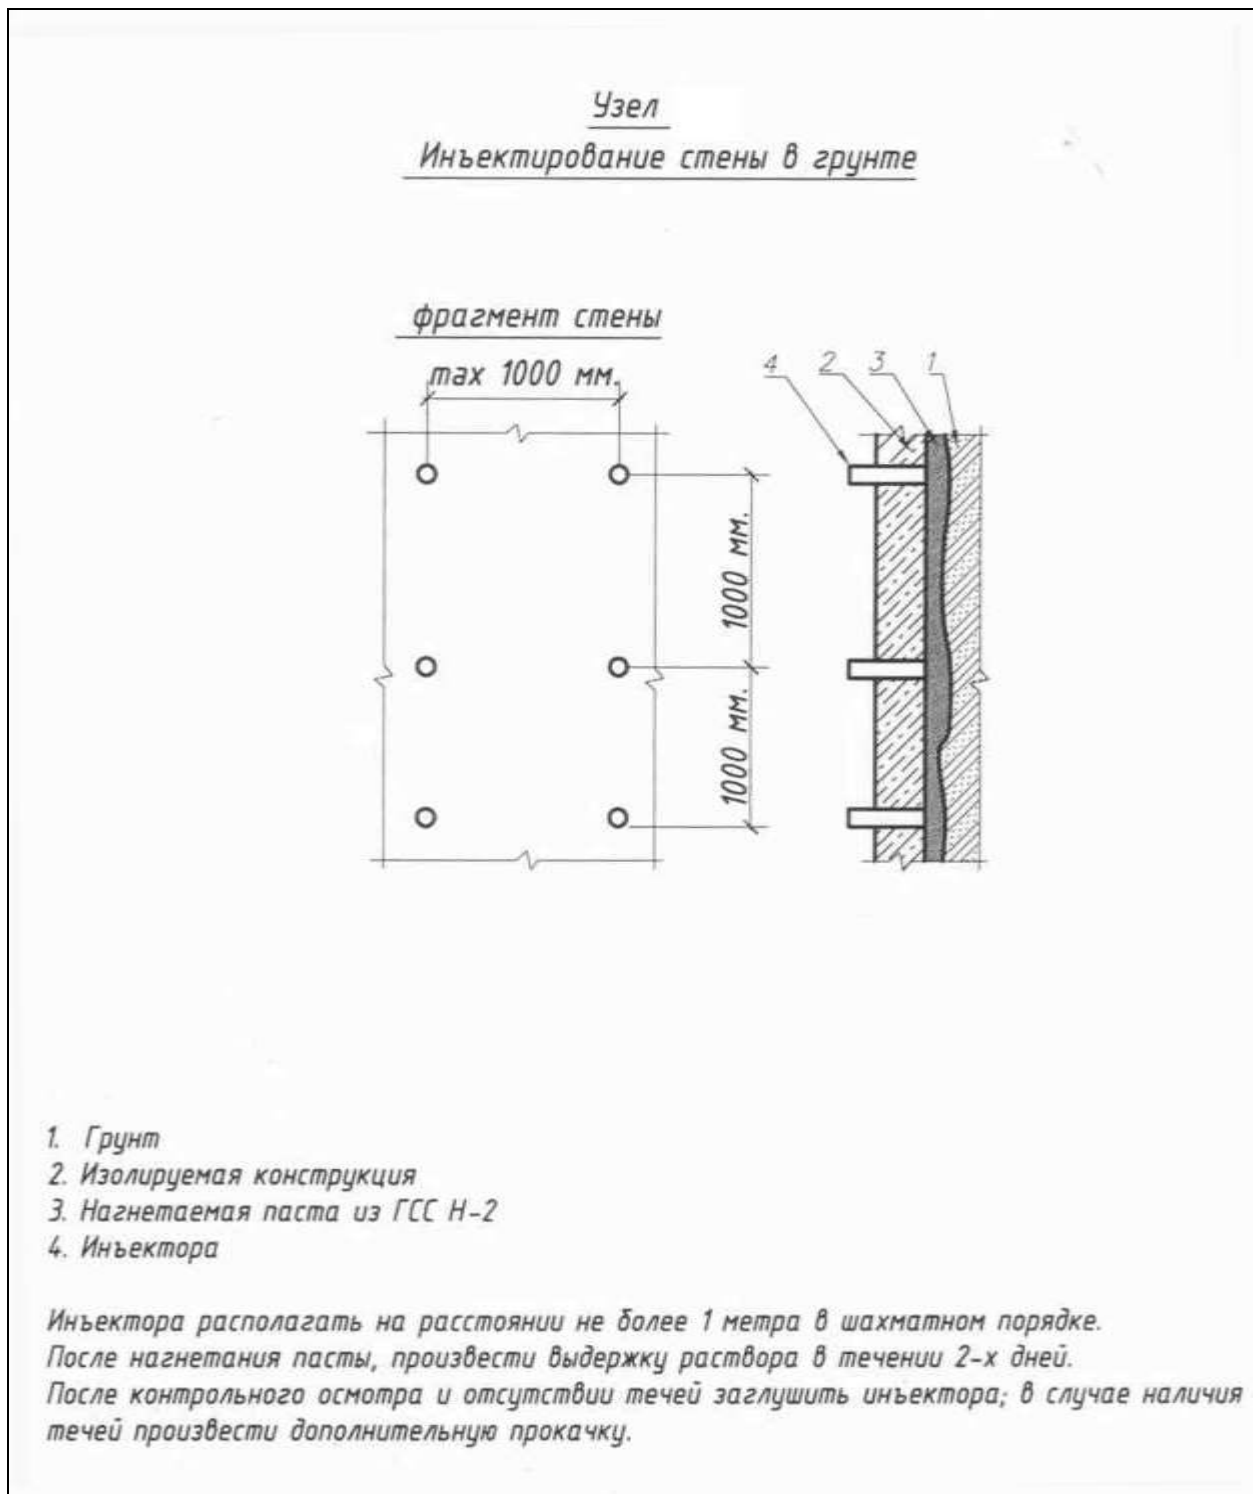 Узел
Инъектирование стены в грунте
фрагмент стены
max 1000 мм.
4 2 3 1
1000 мм.
1000 мм.
1. Грунт
2. Изолируемая конструкция
3. Нагнетаемая паста из ГСС Н-2
4. Инъектора
Инъектора располагать на расстоянии не более 1 метра в шахматном порядке.
После нагнетания пасты, произвести выдержку раствора в течении 2-х дней.
После контрольного осмотра и отсутствии течей заглушить инъектора; в случае наличия
течей произвести дополнительную прокачку.